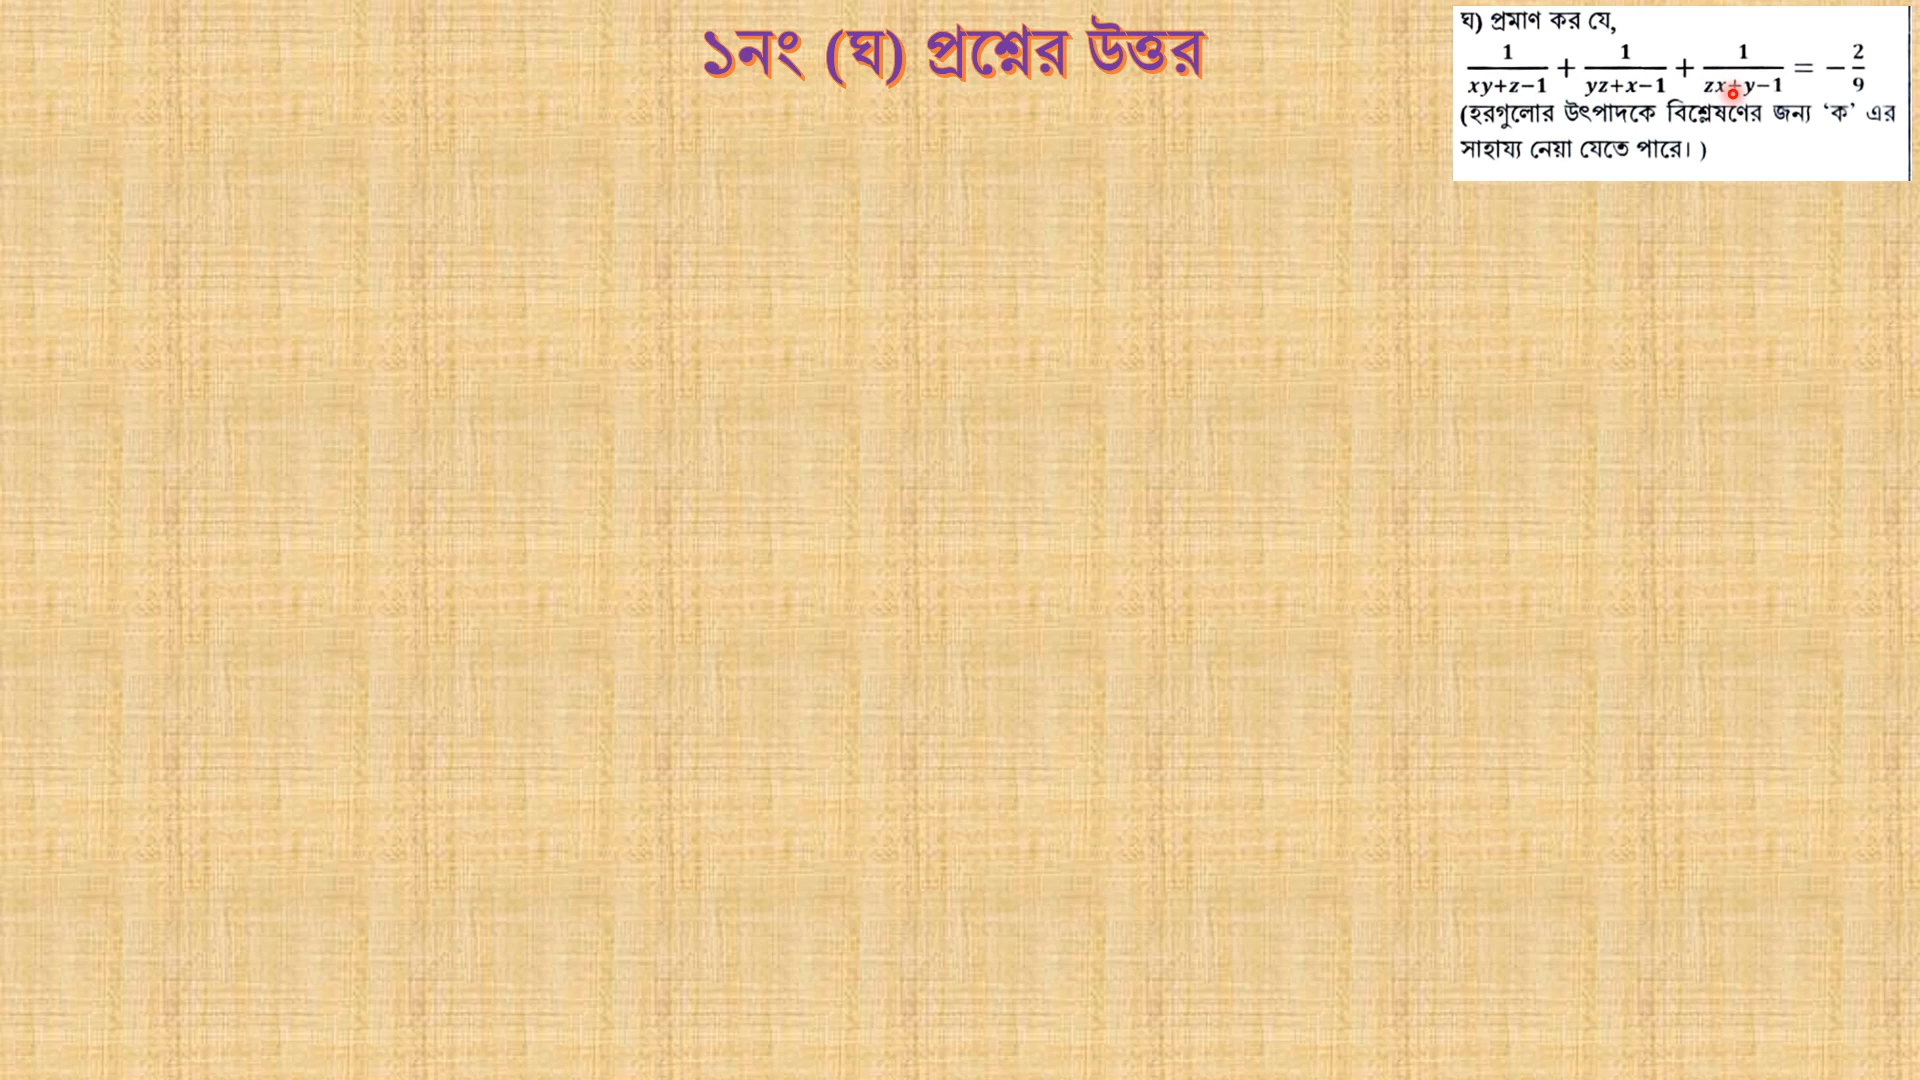 ১নং (ঘ) প্রশ্নের উত্তর
ঘ) প্রমাণ কর যে,
1/(xy+z−1) + 1/(yz+x−1) + 1/(zx+y−1) = −2/9
(হরগুলোর উৎপাদকে বিশ্লেষণের জন্য ‘ক’ এর
সাহায্য নেয়া যেতে পারে। )